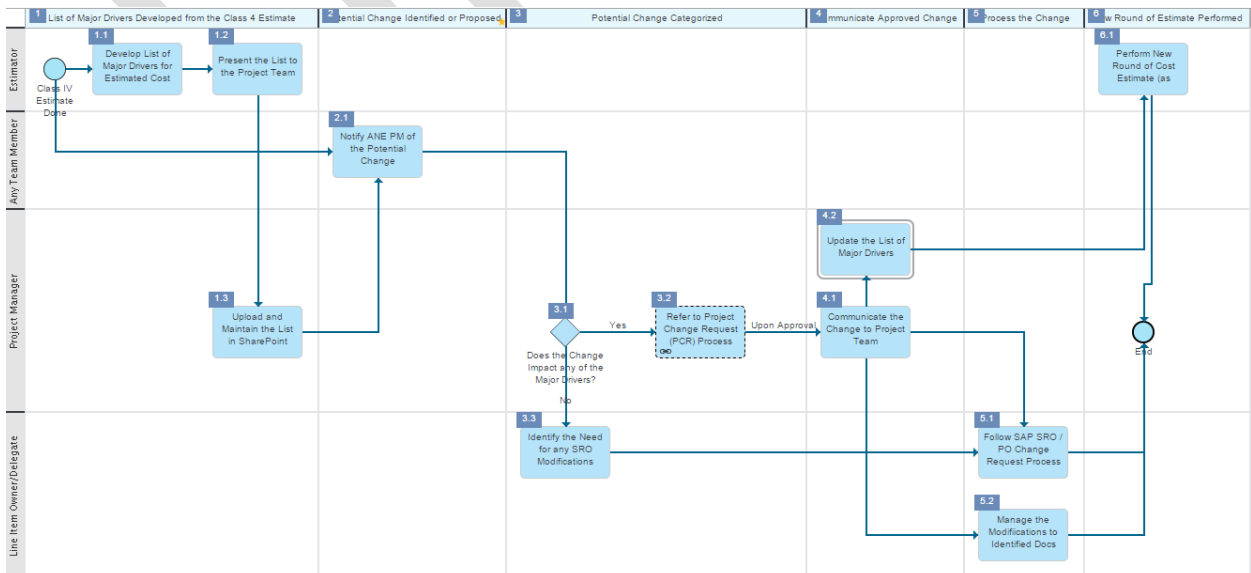 1 List of Major Drivers Developed from the Class 4 Estimate
2 tential Change Identified or Proposed
3 Potential Change Categorized
4 mmunicate Approved Change
5 Process the Change
6 w Round of Estimate Performed
Estimator
Class IV
Estimate
Done
1.1
Develop List of
Major Drivers for
Estimated Cost
1.2
Present the List to
the Project Team
6.1
Perform New
Round of Cost
Estimate (as
Any Team Member
2.1
Notify ANE PM of
the Potential
Change
Project Manager
1.3
Upload and
Maintain the List
in SharePoint
3.1
Does the Change
Impact any of the
Major Drivers?
Yes
No
3.2
Refer to Project
Change Request
(PCR) Process
Upon Approval
4.2
Update the List of
Major Drivers
4.1
Communicate the
Change to Project
Team
End
Line Item Owner/Delegate
3.3
Identify the Need
for any SRO
Modifications
5.1
Follow SAP SRO /
PO Change
Request Process
5.2
Manage the
Modifiications to
Identified Docs